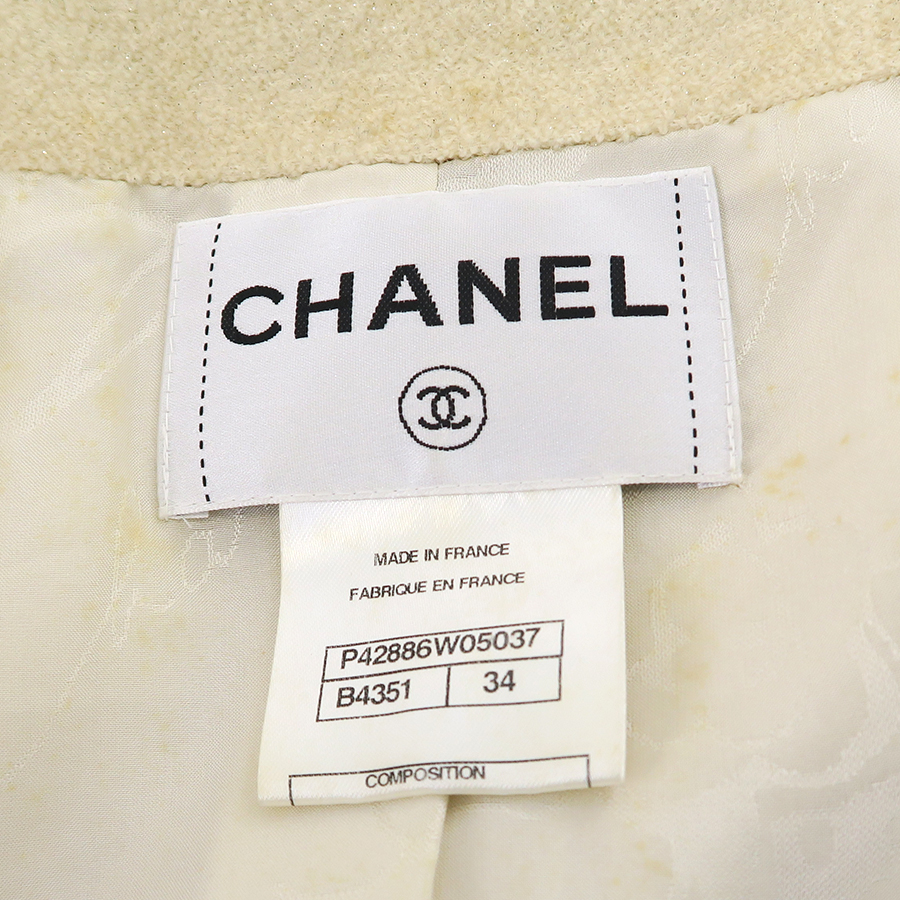 CHANEL
MADE IN FRANCE
FABRIQUE EN FRANCE
P42886W05037
B4351 34
COMPOSITION